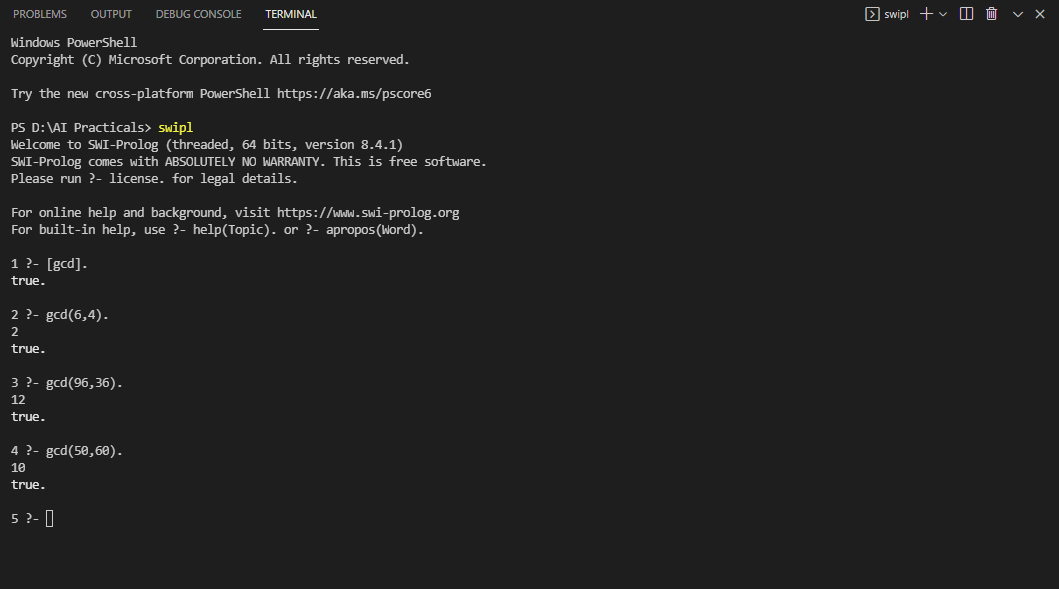 PROBLEMS OUTPUT DEBUG CONSOLE TERMINAL swipl
Windows PowerShell
Copyright (C) Microsoft Corporation. All rights reserved.
Try the new cross-platform PowerShell https://aka.ms/pscore6
PS D:\AI Practicals> swipl
Welcome to SWI-Prolog (threaded, 64 bits, version 8.4.1)
SWI-Prolog comes with ABSOLUTELY NO WARRANTY. This is free software.
Please run ?- license. for legal details.
For online help and background, visit https://www.swi-prolog.org
For built-in help, use ?- help(Topic). or ?- apropos(Word).
1 ?- [gcd].
true.
2 ?- gcd(6,4).
2
true.
3 ?- gcd(96,36).
12
true.
4 ?- gcd(50,60).
10
true.
5 ?-